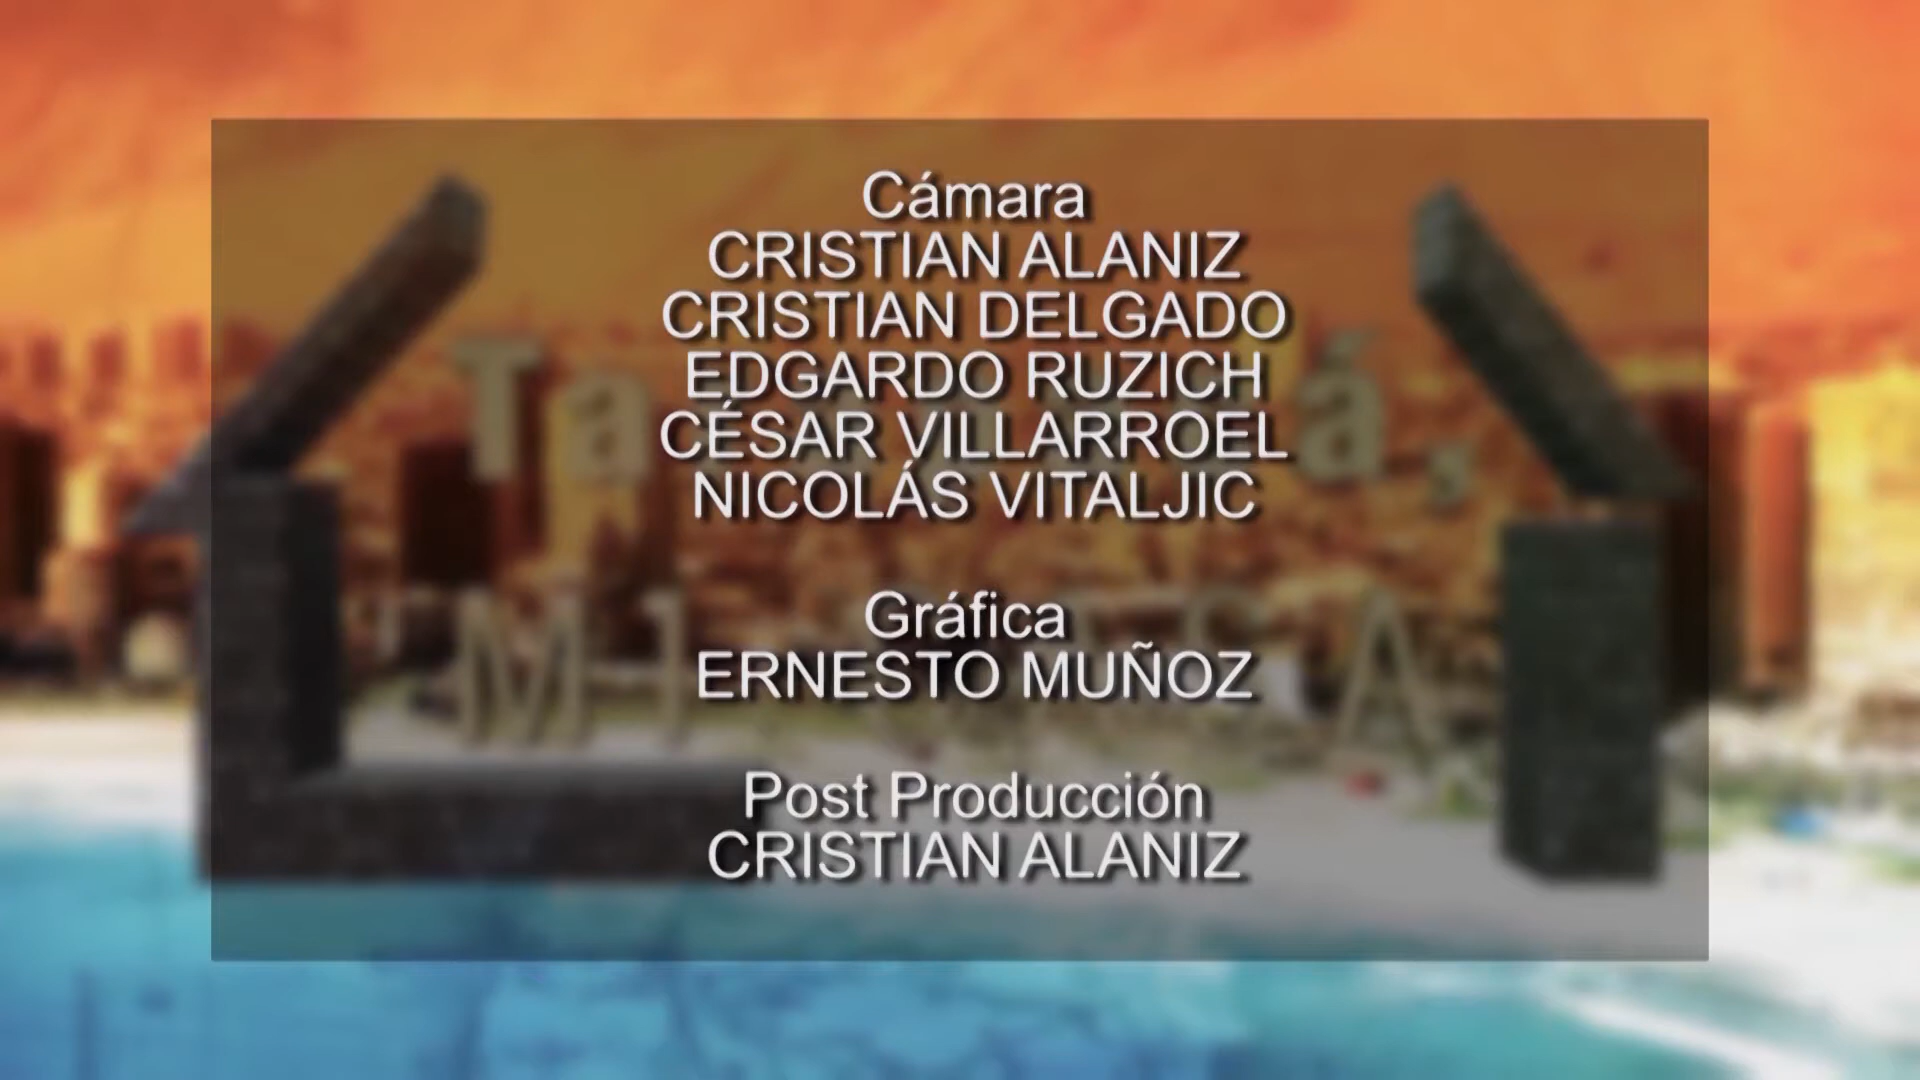 Cámara
CRISTIAN ALANIZ
CRISTIAN DELGADO
EDGARDO RUZICH
CÉSAR VILLARROEL
NICOLÁS VITALJIC
Gráfica
ERNESTO MUÑOZ
Post Producción
CRISTIAN ALANIZ